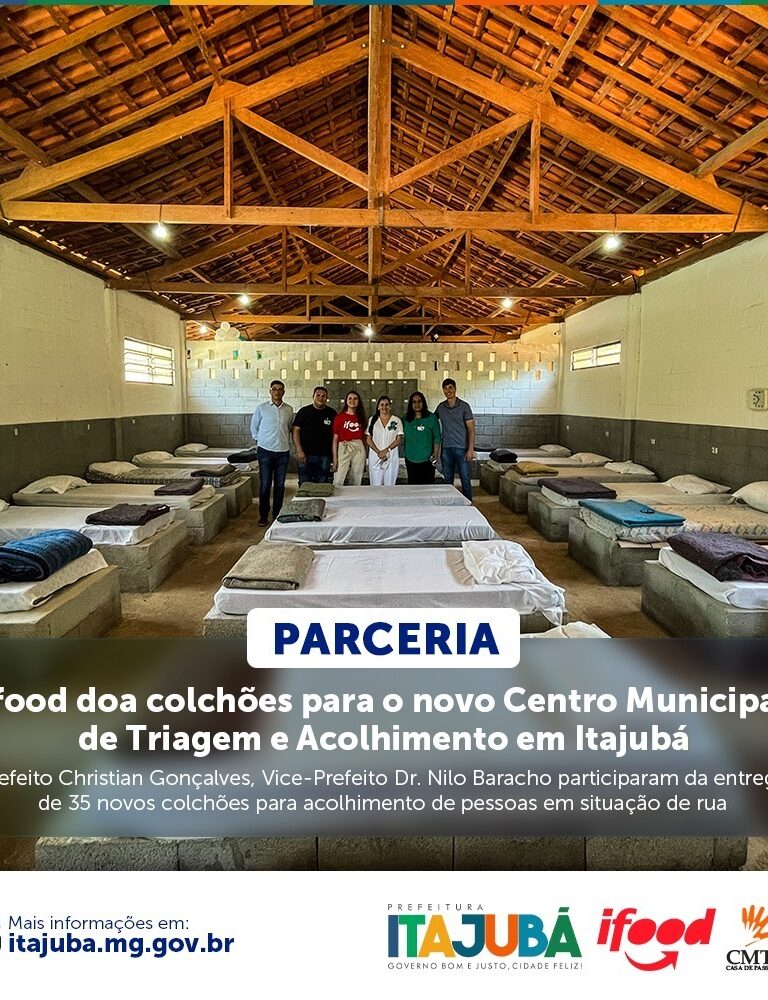 ifood
PARCERIA
food doa colchões para o novo Centro Municipa
de Triagem e Acolhimento em Itajubá
efeito Christian Gonçalves, Vice-Prefeito Dr. Nilo Baracho participaram da entreg
de 35 novos colchões para acolhimento de pessoas em situação de rua
Mais informações em:
itajuba.mg.gov.br
PREFEITURA
ITAJUBÁ
GOVERNO BOM E JUSTO, CIDADE FELIZ!
ifood
CMT
CASA DE PAS